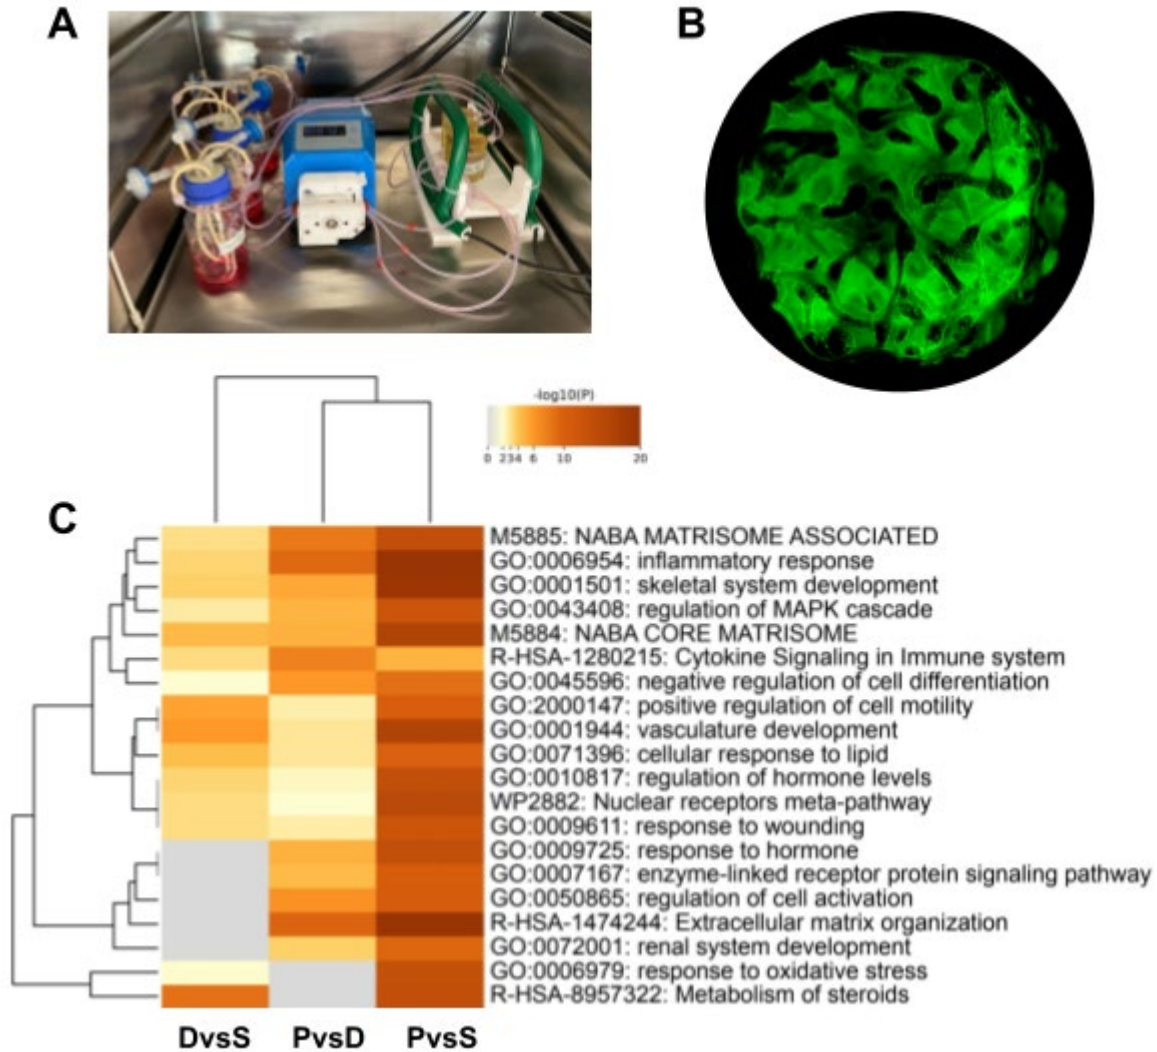 A
B
-log10(P)
0 2 3 4 6 10 20
C
M5885: NABA MATRISOME ASSOCIATED
GO:0006954: inflammatory response
GO:0001501: skeletal system development
GO:0043408: regulation of MAPK cascade
M5884: NABA CORE MATRISOME
R-HSA-1280215: Cytokine Signaling in Immune system
GO:0045596: negative regulation of cell differentiation
GO:2000147: positive regulation of cell motility
GO:0001944: vasculature development
GO:0071396: cellular response to lipid
GO:0010817: regulation of hormone levels
WP2882: Nuclear receptors meta-pathway
GO:0009611: response to wounding
GO:0009725: response to hormone
GO:0007167: enzyme-linked receptor protein signaling pathway
GO:0050865: regulation of cell activation
R-HSA-1474244: Extracellular matrix organization
GO:0072001: renal system development
GO:0006979: response to oxidative stress
R-HSA-8957322: Metabolism of steroids
DvsS PvsD PvsS